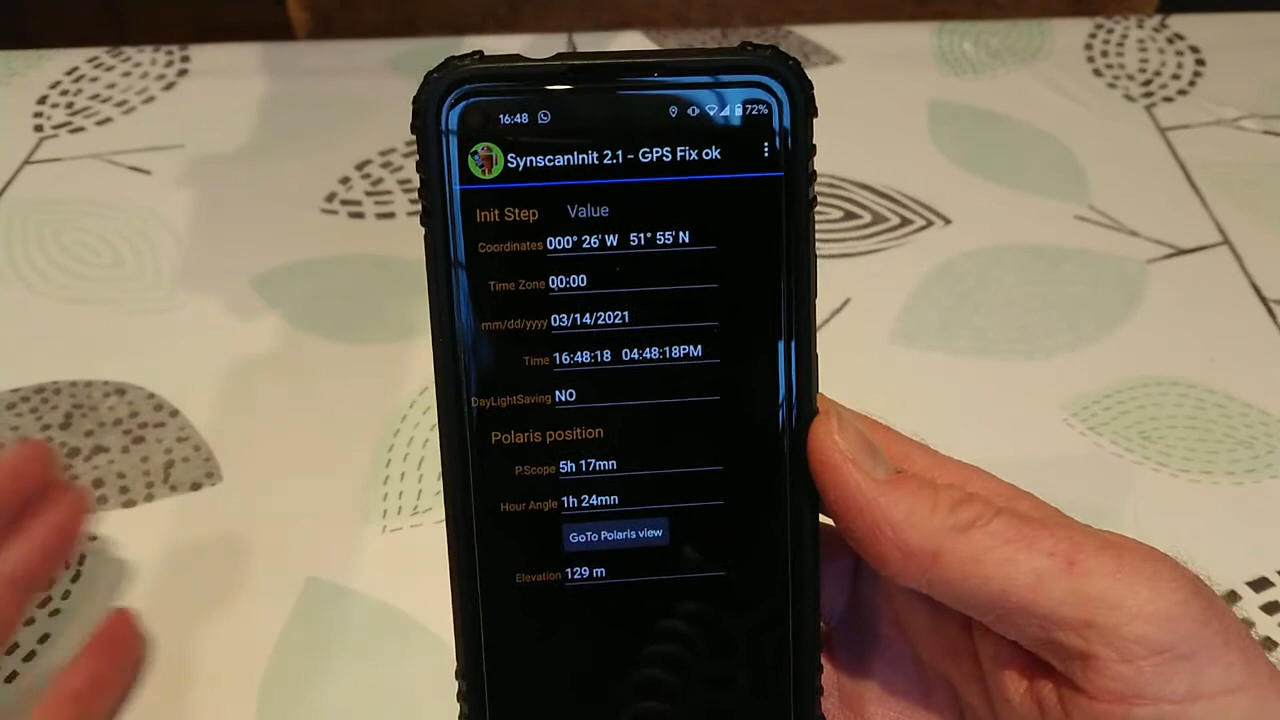 16:48 72%
SynscanInit 2.1 - GPS Fix ok
Init Step Value
Coordinates 000° 26' W 51° 55' N
Time Zone 00:00
mm/dd/yyyy 03/14/2021
Time 16:48:18 04:48:18PM
DayLightSaving NO
Polaris position
P.Scope 5h 17mn
Hour Angle 1h 24mn
GoTo Polaris view
Elevation 129 m